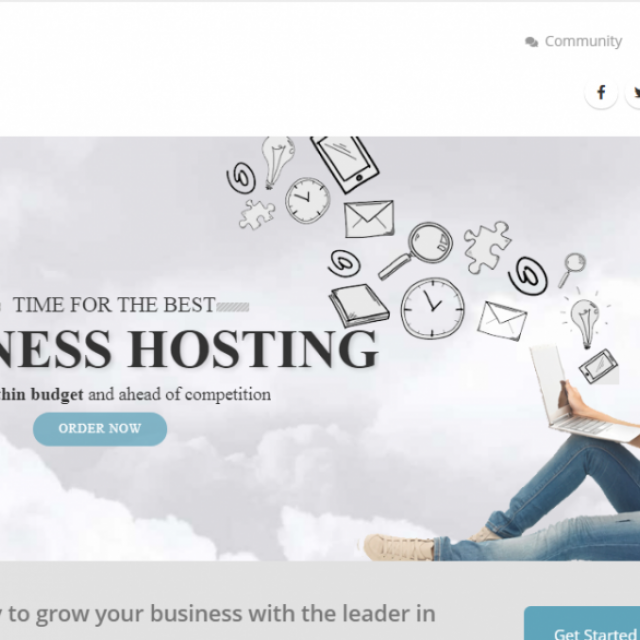 Community
TIME FOR THE BEST
NESS HOSTING
hin budget and ahead of competition
ORDER NOW
to grow your business with the leader in
Get Started